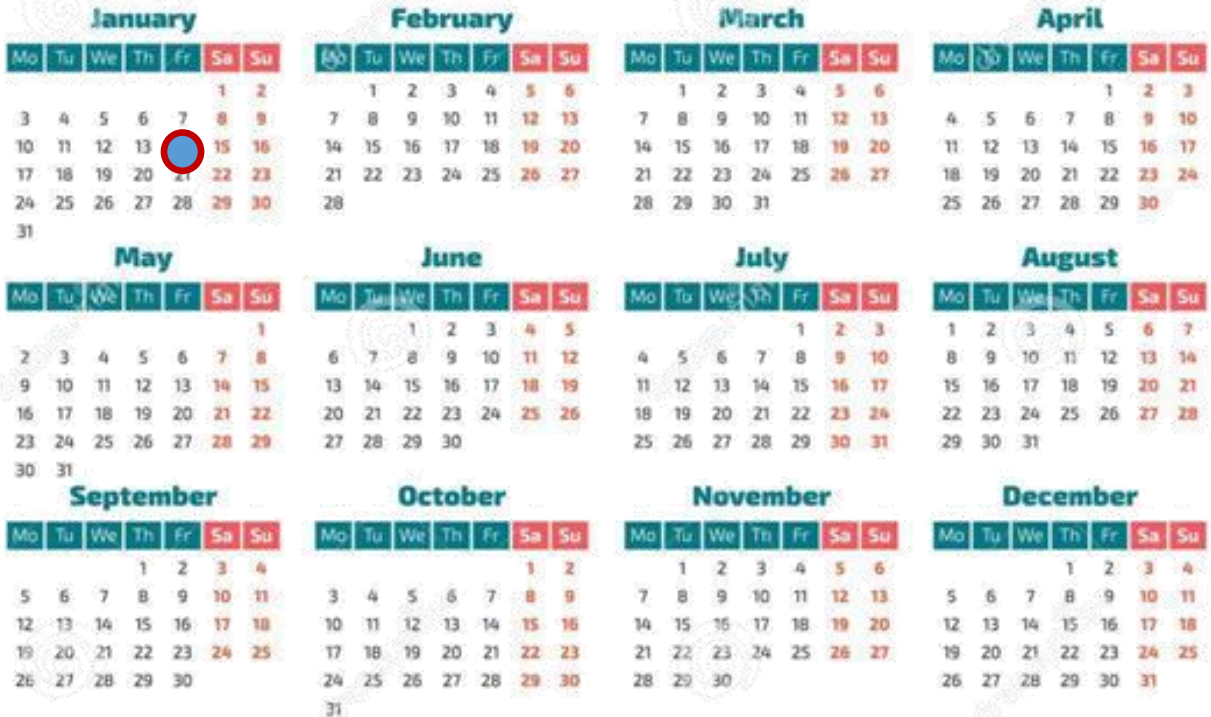 January
Mo Tu We Th Fr Sa Su
1 2
3 4 5 6 7 8 9
10 11 12 13 15 16
17 18 19 20 21 22 23
24 25 26 27 28 29 30
31
February
Mo Tu We Th Fr Sa Su
1 2 3 4 5 6
7 8 9 10 11 12 13
14 15 16 17 18 19 20
21 22 23 24 25 26 27
28
March
Mo Tu We Th Fr Sa Su
1 2 3 4 5 6
7 8 9 10 11 12 13
14 15 16 17 18 19 20
21 22 23 24 25 26 27
28 29 30 31
April
Mo Tu We Th Fr Sa Su
1 2 3
4 5 6 7 8 9 10
11 12 13 14 15 16 17
18 19 20 21 22 23 24
25 26 27 28 29 30
May
Mo Tu We Th Fr Sa Su
1
2 3 4 5 6 7 8
9 10 11 12 13 14 15
16 17 18 19 20 21 22
23 24 25 26 27 28 29
30 31
June
Mo Tu We Th Fr Sa Su
1 2 3 4 5
6 7 8 9 10 11 12
13 14 15 16 17 18 19
20 21 22 23 24 25 26
27 28 29 30
July
Mo Tu We Th Fr Sa Su
1 2 3
4 5 6 7 8 9 10
11 12 13 14 15 16 17
18 19 20 21 22 23 24
25 26 27 28 29 30 31
August
Mo Tu We Th Fr Sa Su
1 2 3 4 5 6 7
8 9 10 11 12 13 14
15 16 17 18 19 20 21
22 23 24 25 26 27 28
29 30 31
September
Mo Tu We Th Fr Sa Su
1 2 3 4
5 6 7 8 9 10 11
12 13 14 15 16 17 18
19 20 21 22 23 24 25
26 27 28 29 30
October
Mo Tu We Th Fr Sa Su
1 2
3 4 5 6 7 8 9
10 11 12 13 14 15 16
17 18 19 20 21 22 23
24 25 26 27 28 29 30
31
November
Mo Tu We Th Fr Sa Su
1 2 3 4 5 6
7 8 9 10 11 12 13
14 15 16 17 18 19 20
21 22 23 24 25 26 27
28 29 30
December
Mo Tu We Th Fr Sa Su
1 2 3 4
5 6 7 8 9 10 11
12 13 14 15 16 17 18
19 20 21 22 23 24 25
26 27 28 29 30 31